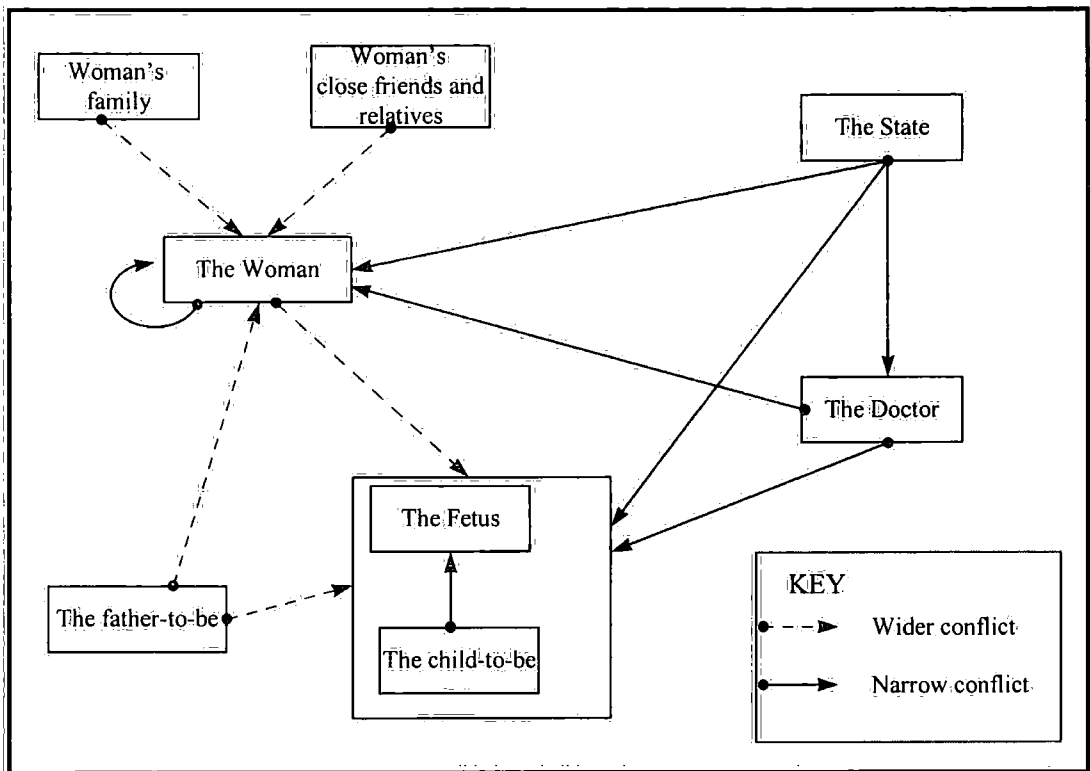 Woman's
family
Woman's
close friends and
relatives
The State
The Woman
The Doctor
The Fetus
The father-to-be
The child-to-be
KEY
Wider conflict
Narrow conflict